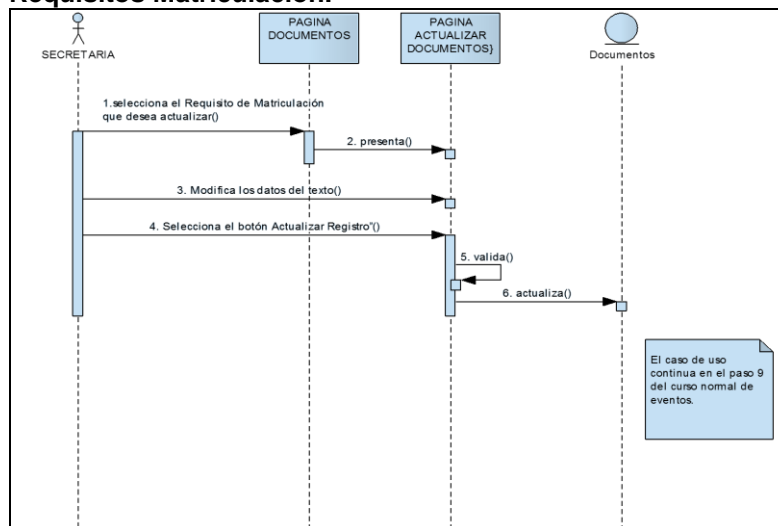 Requisitos Matriculación.
SECRETARIA
PAGINA
DOCUMENTOS
PAGINA
ACTUALIZAR
DOCUMENTOS}
Documentos
1.selecciona el Requisito de Matriculación
que desea actualizar()
2. presenta()
3. Modifica los datos del texto()
4. Selecciona el botón Actualizar Registro"()
5. valida()
6. actualiza()
El caso de uso
continua en el paso 9
del curso normal de
eventos.